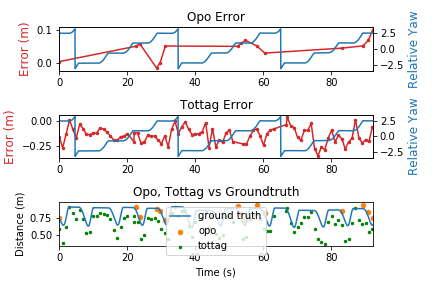 Opo Error
0.1
0.0
Error (m)
2.5
0.0
−2.5
Relative Yaw
0 20 40 60 80
Tottag Error
0.00
−0.25
Error (m)
2.5
0.0
−2.5
Relative Yaw
0 20 40 60 80
Opo, Tottag vs Groundtruth
0.75
0.50
Distance (m)
ground truth
opo
tottag
0 20 40 60 80
Time (s)